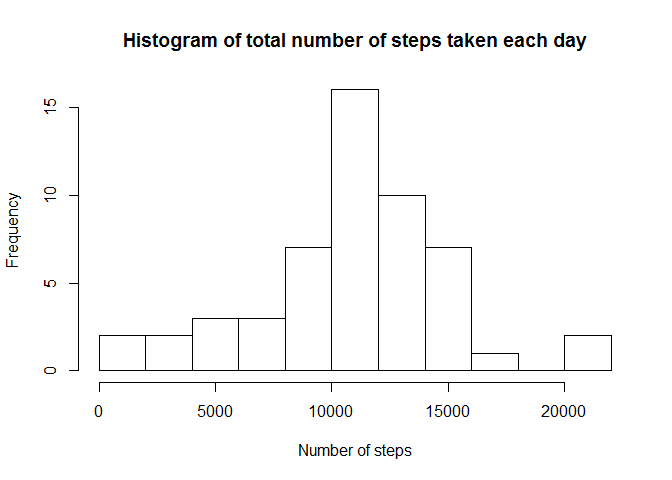 Histogram of total number of steps taken each day
Frequency
15
10
5
0
0 5000 10000 15000 20000
Number of steps